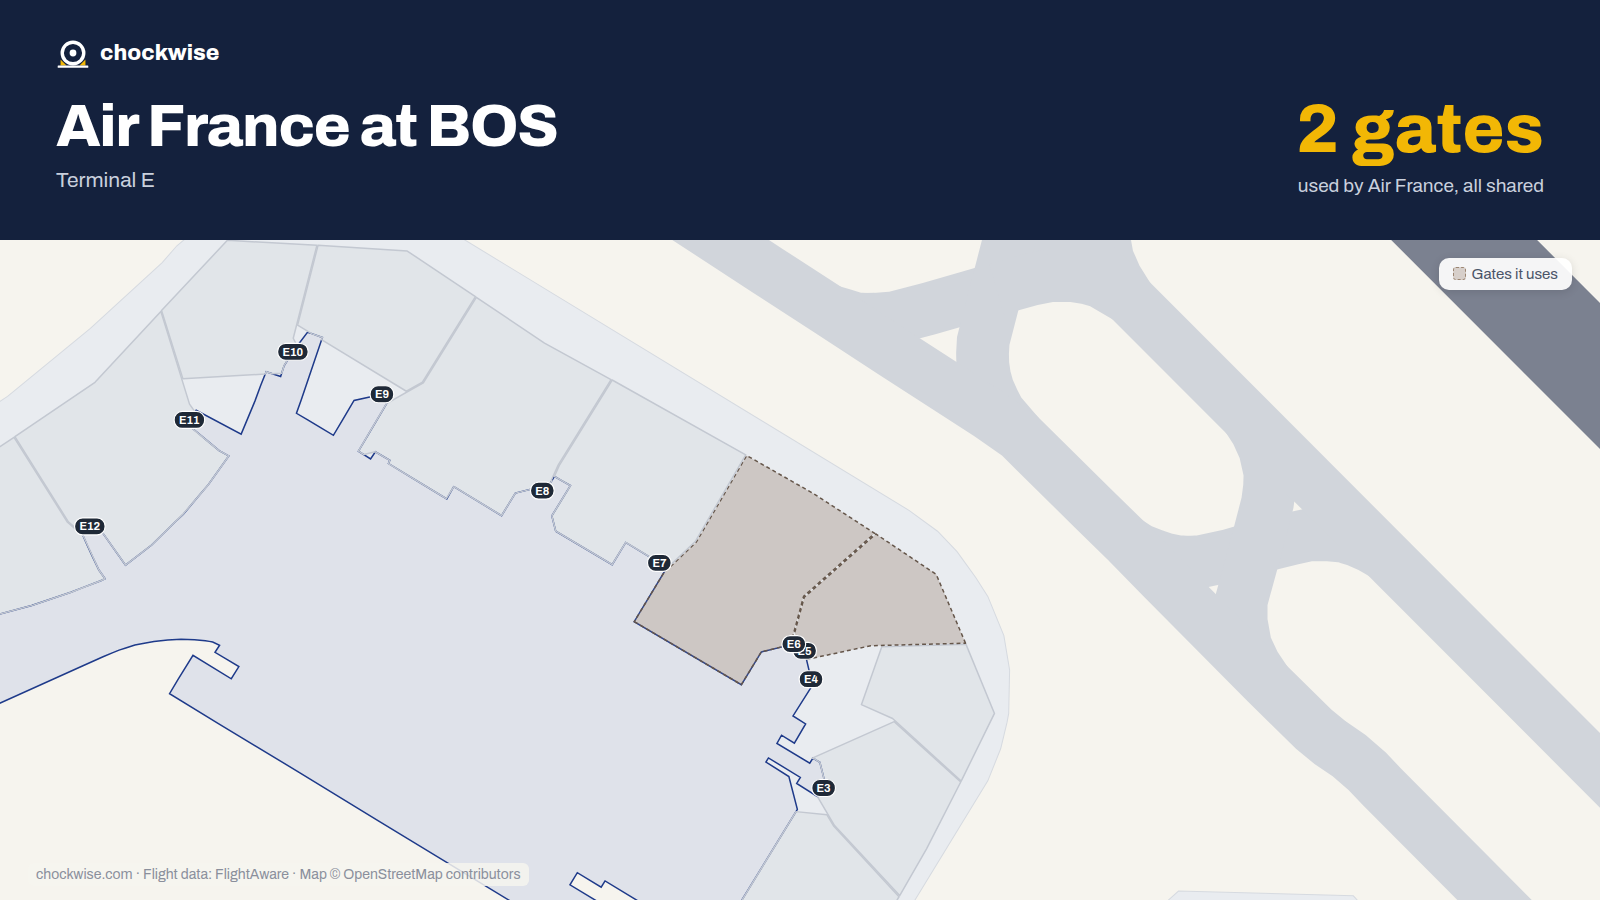 chockwise
Air France at BOS
Terminal E
2 gates
used by Air France, all shared
Gates it uses
E10
E9
E11
E8
E12
E7
E6
E5
E4
E3
chockwise.com · Flight data: FlightAware · Map © OpenStreetMap contributors